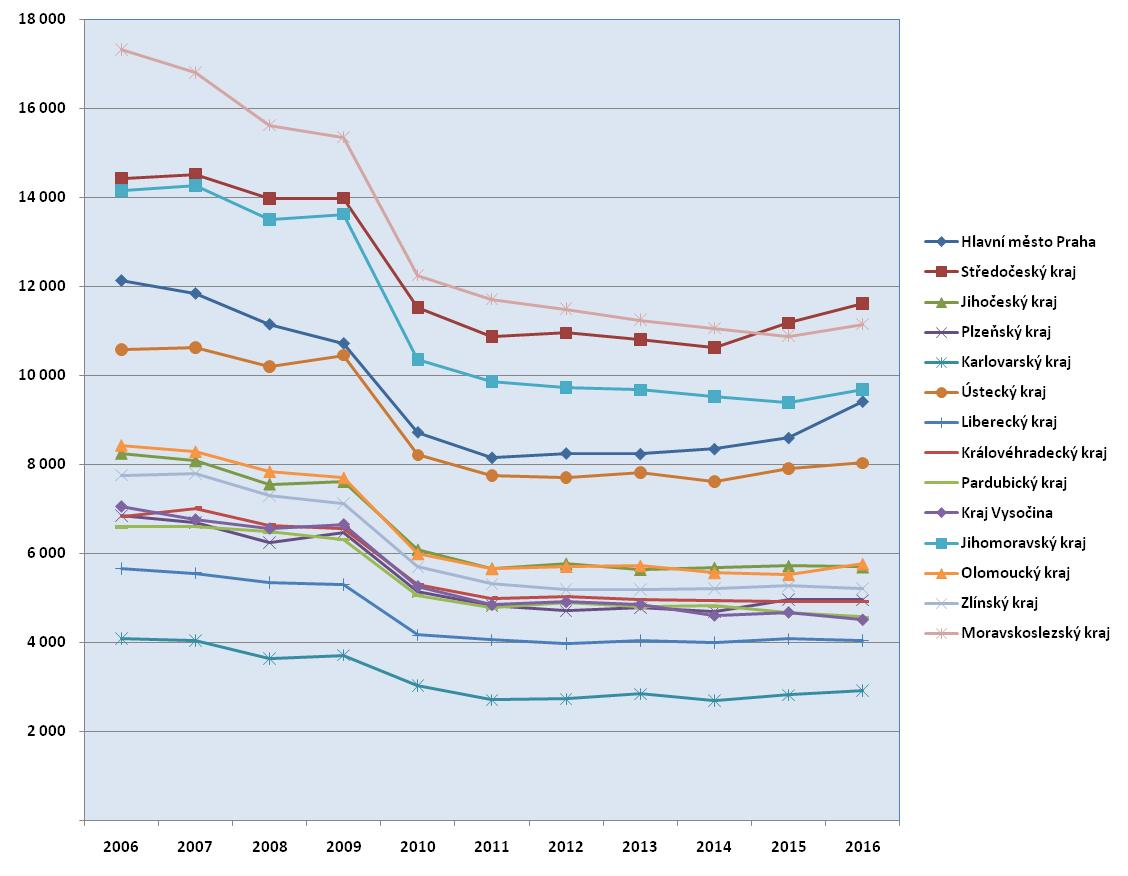 18 000
16 000
14 000
12 000
10 000
8 000
6 000
4 000
2 000
2006 2007 2008 2009 2010 2011 2012 2013 2014 2015 2016
Hlavní město Praha
Středočeský kraj
Jihočeský kraj
Plzeňský kraj
Karlovarský kraj
Ústecký kraj
Liberecký kraj
Královéhradecký kraj
Pardubický kraj
Kraj Vysočina
Jihomoravský kraj
Olomoucký kraj
Zlínský kraj
Moravskoslezský kraj